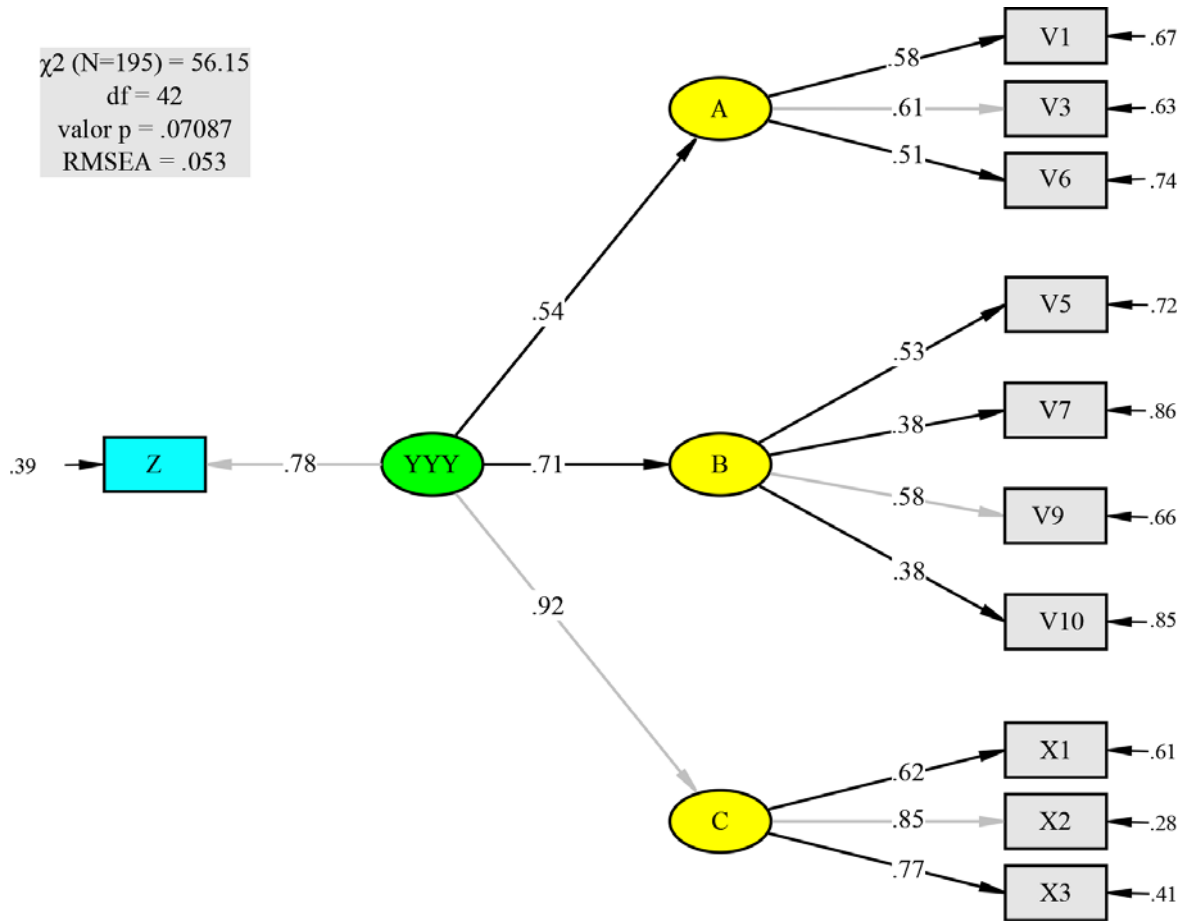 χ2 (N=195) = 56.15
df = 42
valor p = .07087
RMSEA = .053
.58
V1
.67
A
.61
V3
.63
.51
V6
.74
.54
.53
V5
.72
.38
V7
.86
.39
Z
.78
YYY
.71
B
.58
V9
.66
.38
V10
.85
.92
.62
X1
.61
C
.85
X2
.28
.77
X3
.41